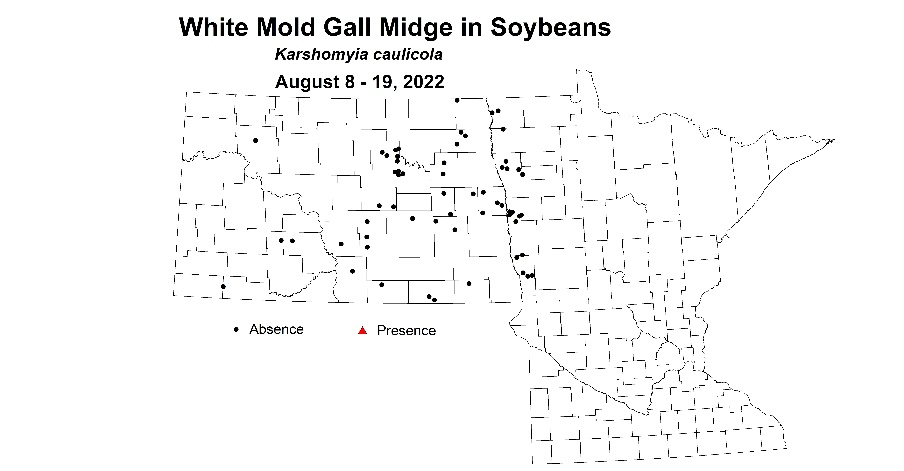 White Mold Gall Midge in Soybeans
Karshomyia caulicola
August 8 - 19, 2022
Absence
Presence